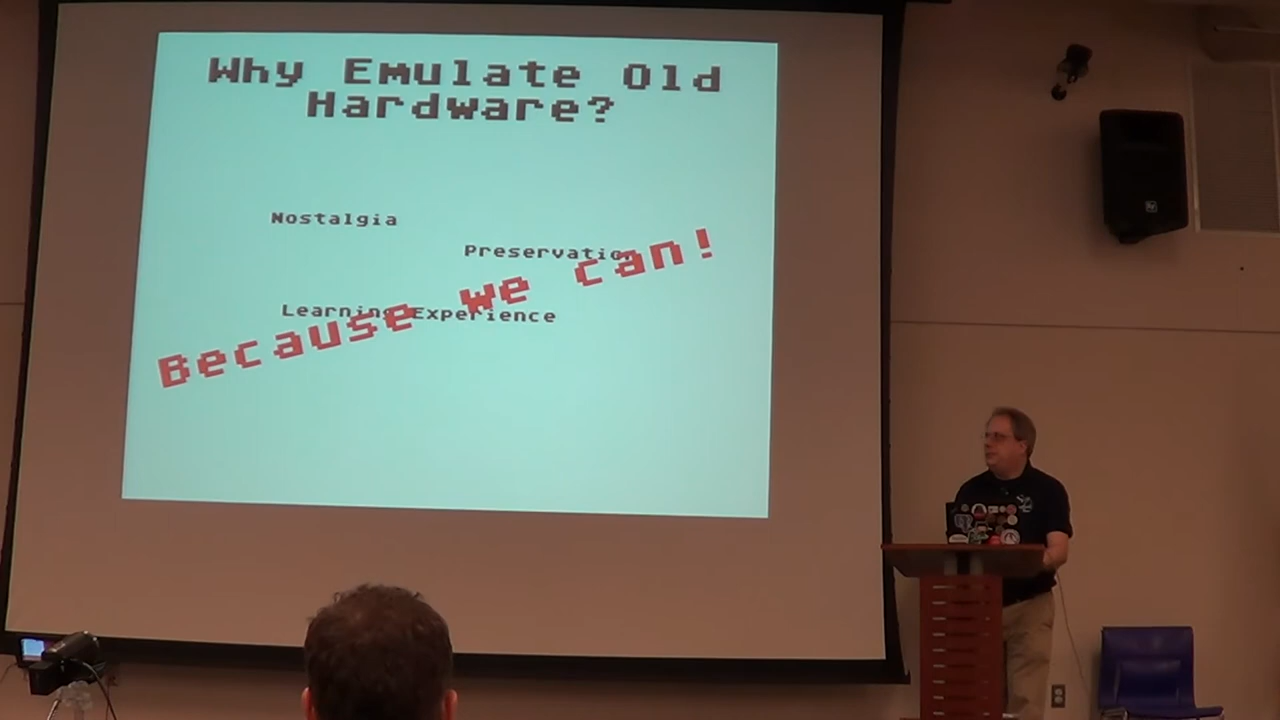 Why Emulate Old
Hardware?
Nostalgia
Preservation
Learning Experience
Because we can!